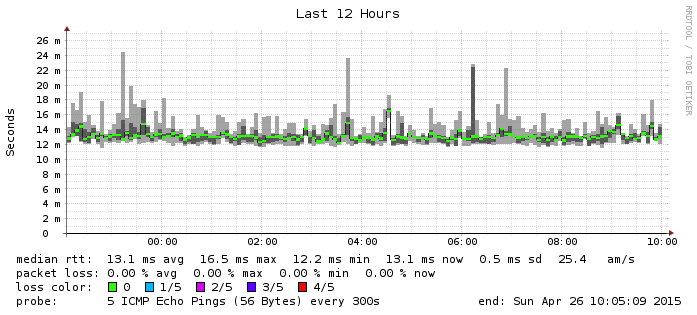 Last 12 Hours
RRDTOOL / TOBI OETIKER
Seconds
26 m
24 m
22 m
20 m
18 m
16 m
14 m
12 m
10 m
8 m
6 m
4 m
2 m
0
00:00 02:00 04:00 06:00 08:00 10:00
median rtt: 13.1 ms avg 16.5 ms max 12.2 ms min 13.1 ms now 0.5 ms sd 25.4 am/s
packet loss: 0.00 % avg 0.00 % max 0.00 % min 0.00 % now
loss color: 0 1/5 2/5 3/5 4/5
probe: 5 ICMP Echo Pings (56 Bytes) every 300s end: Sun Apr 26 10:05:09 2015